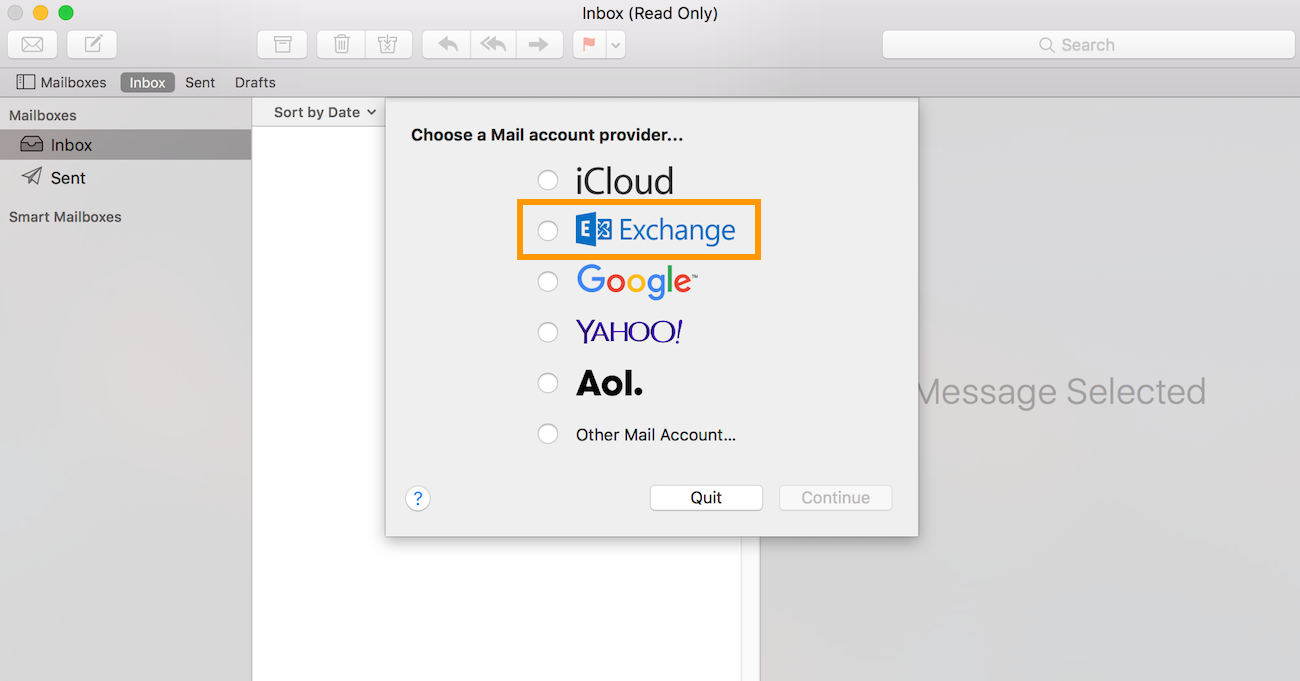 Inbox (Read Only)
Search
Mailboxes Inbox Sent Drafts
Mailboxes
Inbox
Sent
Smart Mailboxes
Sort by Date
Choose a Mail account provider...
iCloud
E Exchange
Google™
YAHOO!
Aol.
Other Mail Account...
? Quit Continue
Message Selected